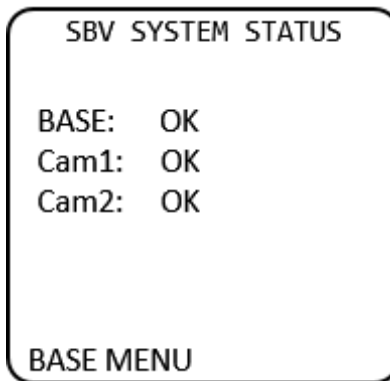 SBV SYSTEM STATUS
BASE: OK
Cam1: OK
Cam2: OK
BASE MENU